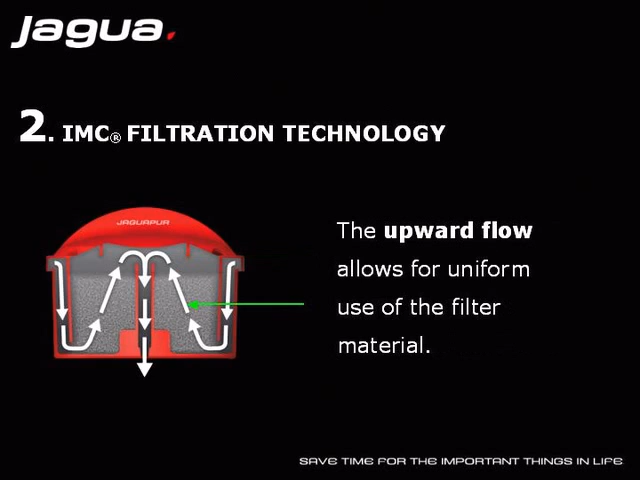 Jagua.
2. IMC® FILTRATION TECHNOLOGY
JAGUAPUR
The upward flow
allows for uniform
use of the filter
material.
SAVE TIME FOR THE IMPORTANT THINGS IN LIFE